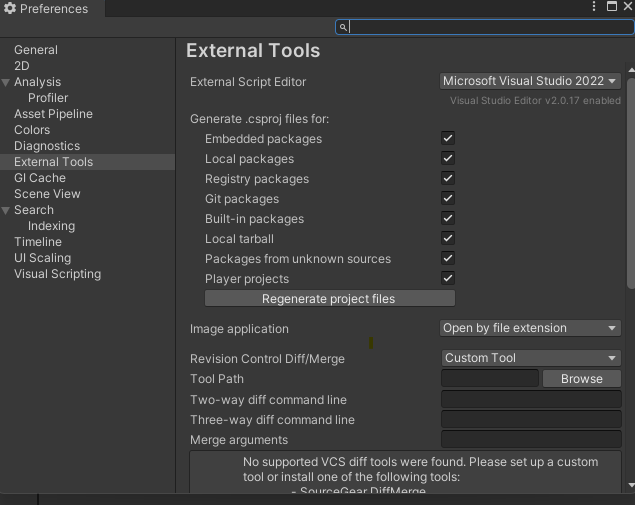 Preferences
General
2D
Analysis
Profiler
Asset Pipeline
Colors
Diagnostics
External Tools
GI Cache
Scene View
Search
Indexing
Timeline
UI Scaling
Visual Scripting
External Tools
External Script Editor
Microsoft Visual Studio 2022
Visual Studio Editor v2.0.17 enabled
Generate .csproj files for:
Embedded packages
Local packages
Registry packages
Git packages
Built-in packages
Local tarball
Packages from unknown sources
Player projects
Regenerate project files
Image application
Open by file extension
Revision Control Diff/Merge
Custom Tool
Tool Path
Browse
Two-way diff command line
Three-way diff command line
Merge arguments
No supported VCS diff tools were found. Please set up a custom
tool or install one of the following tools:
- SourceGear DiffMerge